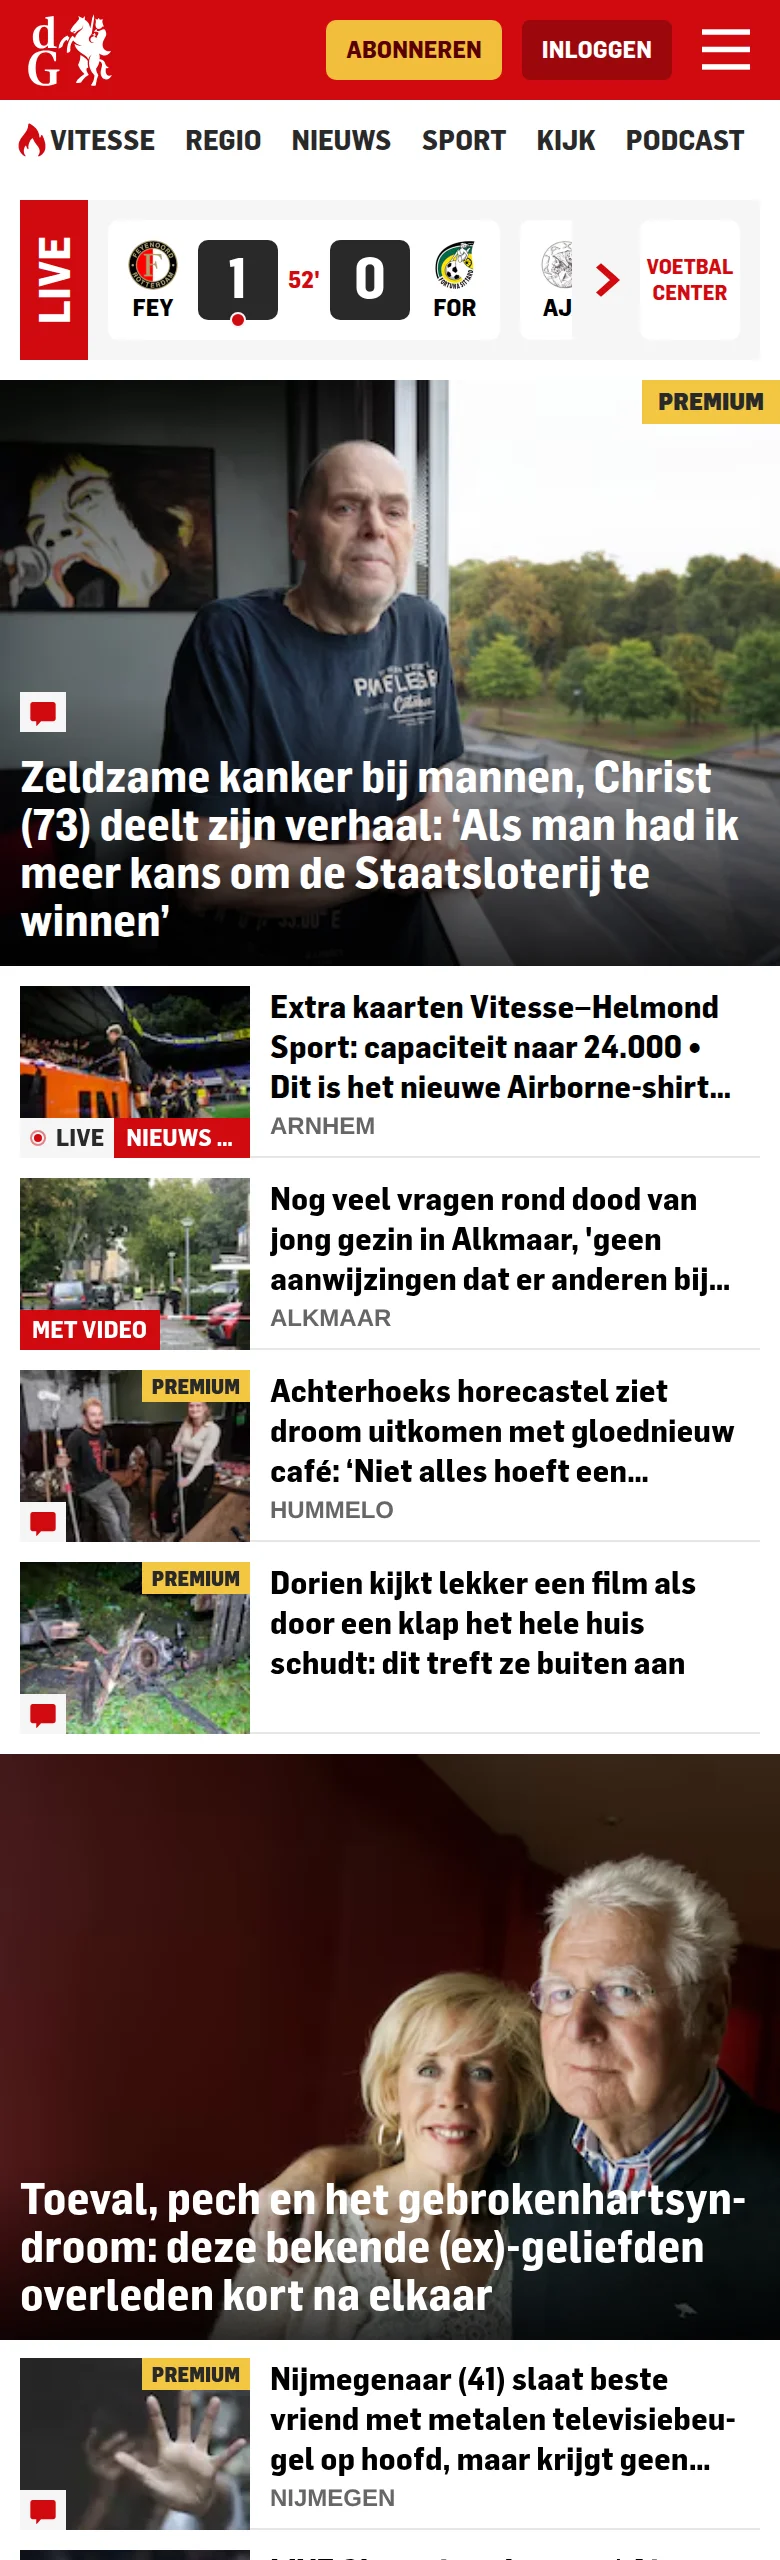 d
G
ABONNEREN
INLOGGEN
VITESSE
REGIO
NIEUWS
SPORT
KIJK
PODCAST
LIVE
FEY
1
52'
0
FOR
AJ
VOETBAL
CENTER
PREMIUM
Zeldzame kanker bij mannen, Christ
(73) deelt zijn verhaal: ‘Als man had ik
meer kans om de Staatsloterij te
winnen’
Extra kaarten Vitesse–Helmond
Sport: capaciteit naar 24.000 •
Dit is het nieuwe Airborne-shirt...
ARNHEM
LIVE
NIEUWS ...
Nog veel vragen rond dood van
jong gezin in Alkmaar, 'geen
aanwijzingen dat er anderen bij...
ALKMAAR
MET VIDEO
PREMIUM
Achterhoeks horecastel ziet
droom uitkomen met gloednieuw
café: ‘Niet alles hoeft een...
HUMMELO
PREMIUM
Dorien kijkt lekker een film als
door een klap het hele huis
schudt: dit treft ze buiten aan
Toeval, pech en het gebrokenhartsyn-
droom: deze bekende (ex)-geliefden
overleden kort na elkaar
PREMIUM
Nijmegenaar (41) slaat beste
vriend met metalen televisiebeu-
gel op hoofd, maar krijgt geen...
NIJMEGEN